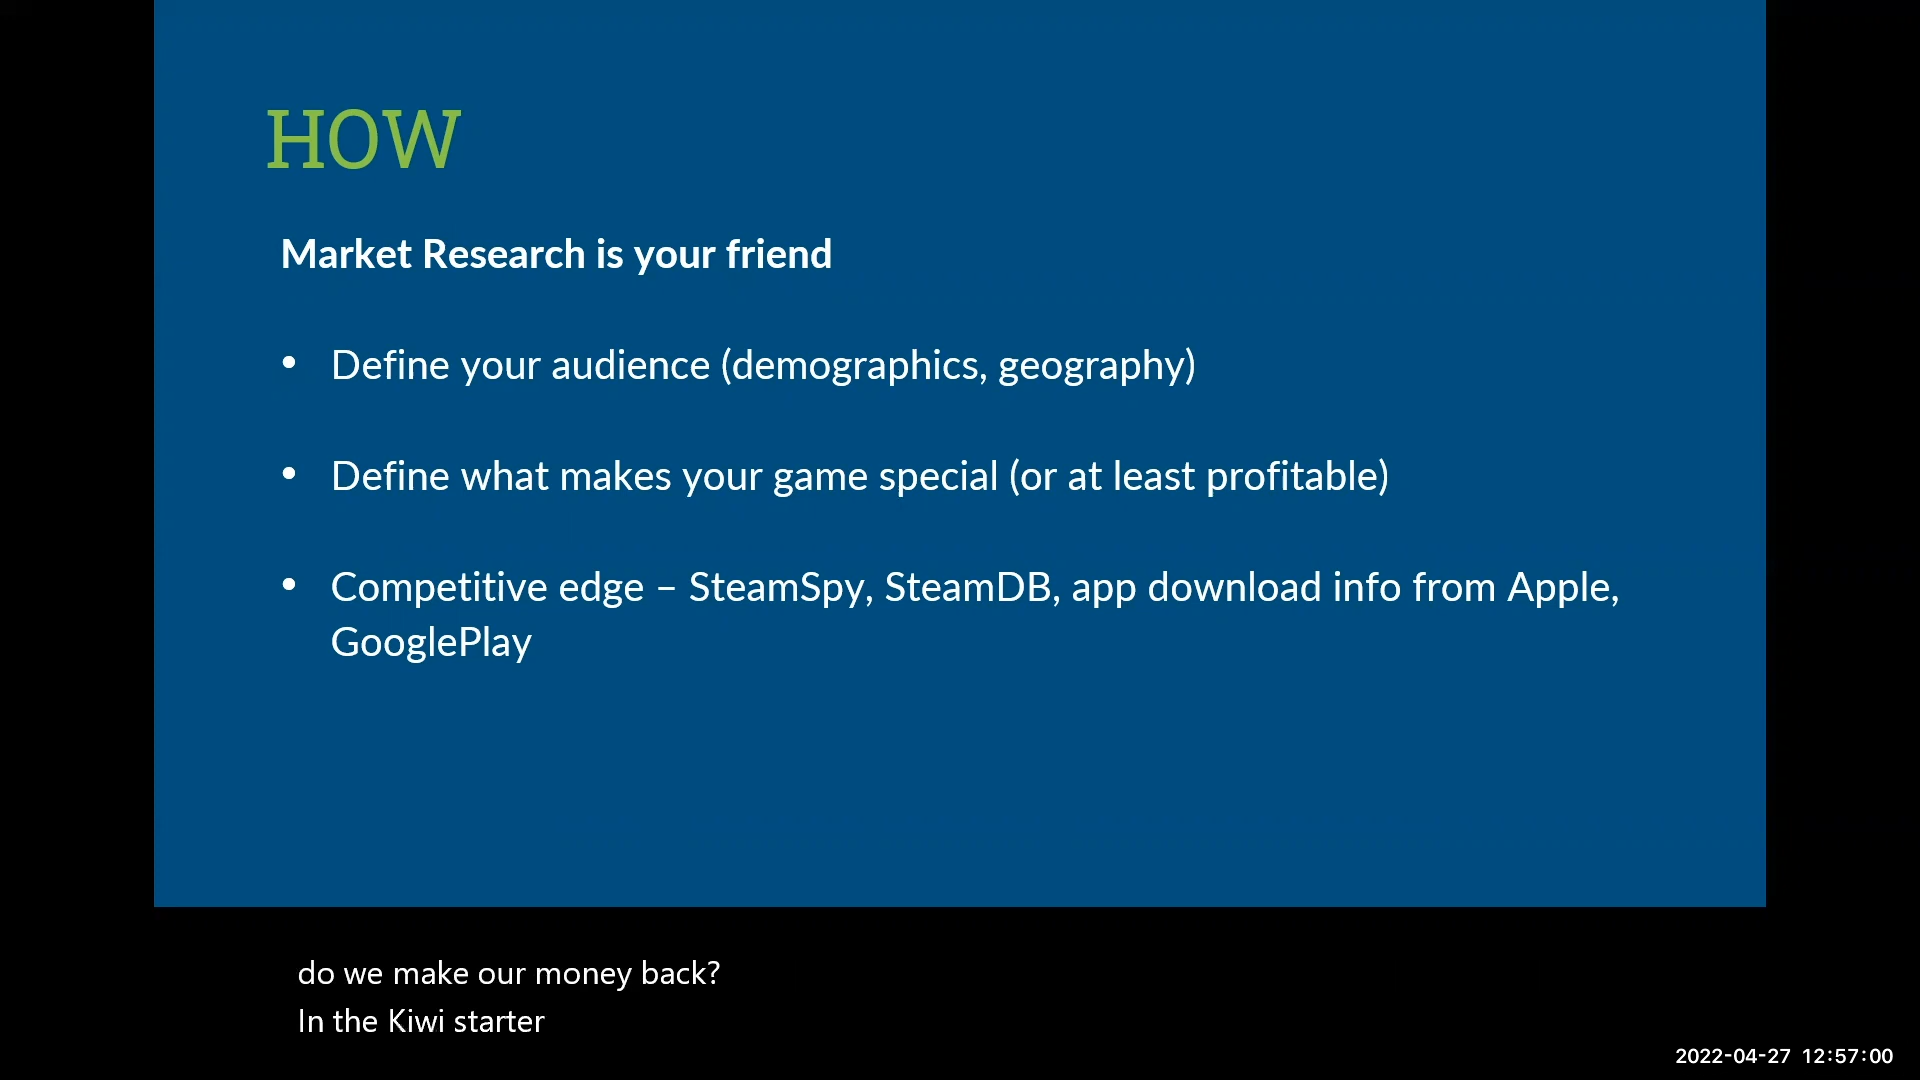 HOW
Market Research is your friend
• Define your audience (demographics, geography)
• Define what makes your game special (or at least profitable)
• Competitive edge – SteamSpy, SteamDB, app download info from Apple,
GooglePlay
do we make our money back?
In the Kiwi starter
2022-04-27 12:57:00